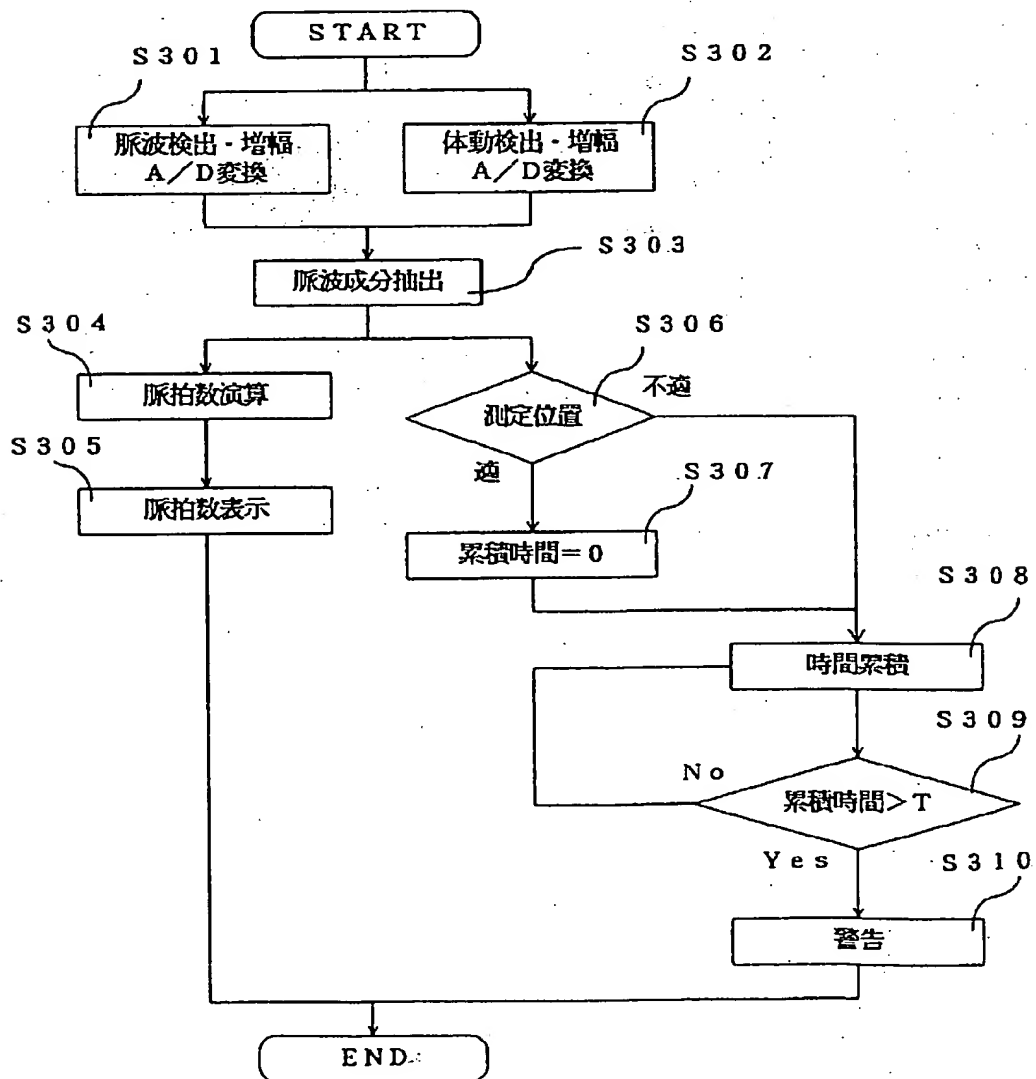 START
S301
S302
脈波検出・増幅
A/D変換
体動検出・増幅
A/D変換
S303
脈波成分抽出
S304
S306
脈拍数演算
測定位置
不適
S305
適
S307
脈拍数表示
累積時間=0
S308
時間累積
S309
No
累積時間>T
Yes
S310
警告
END